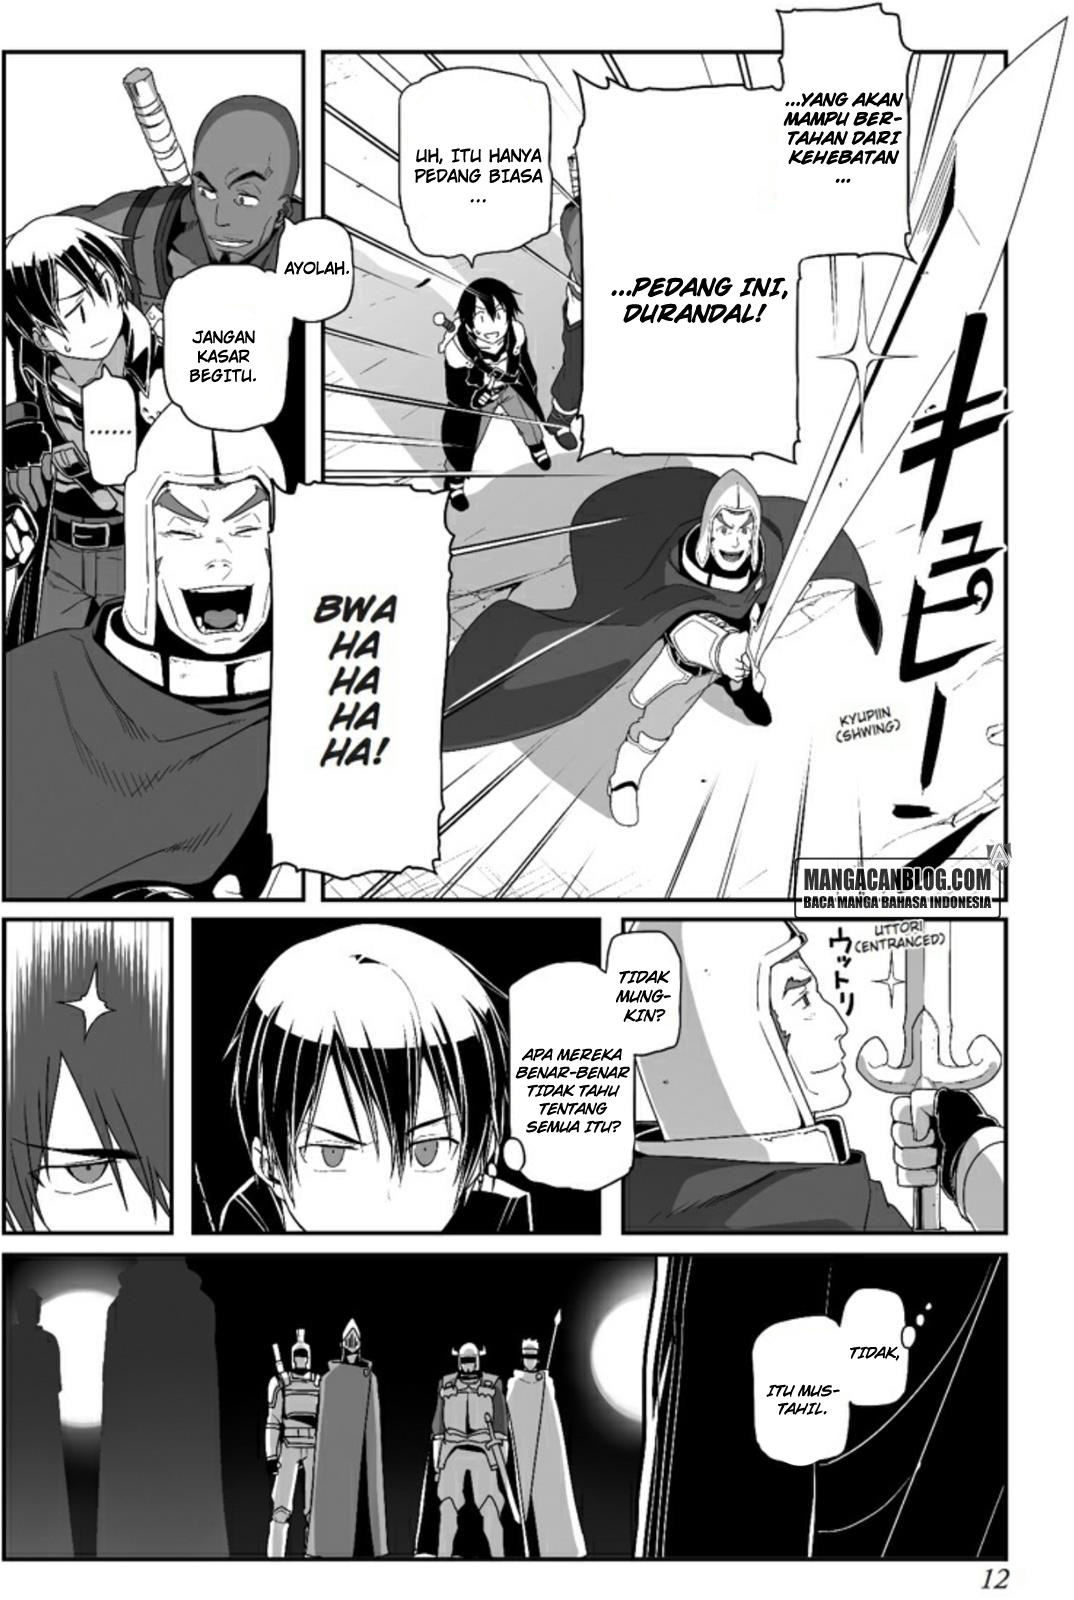 ...YANG AKAN
MAMPU BER-
TAHAN DARI
KEHEBATAN
...
...PEDANG INI,
DURANDAL!
UH, ITU HANYA
PEDANG BIASA
...
キュピーン
KYUPIIN
(SHWING)
AYOLAH.
JANGAN
KASAR
BEGITU.
......
BWA
HA
HA
HA
HA!
MANGACANBLOG.COM
BACA MANGA BAHASA INDONESIA
UTTORI
(ENTRANCED)
ウットリ
TIDAK
MUNG-
KIN?
APA MEREKA
BENAR-BENAR
TIDAK TAHU
TENTANG
SEMUA ITU?
TIDAK,
ITU MUS-
TAHIL.
12